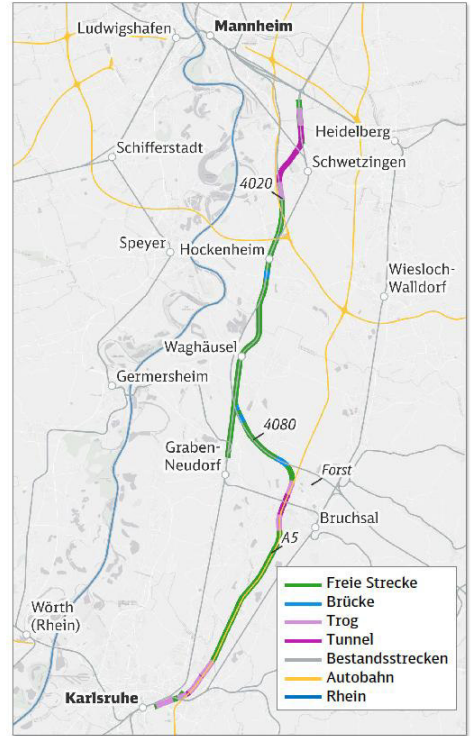 Ludwigshafen
Mannheim
Heidelberg
Schifferstadt
Schwetzingen
4020
Speyer
Hockenheim
Wiesloch-
Walldorf
Waghäusel
Germersheim
4080
Graben-
Neudorf
Forst
Bruchsal
A5
Wörth
(Rhein)
Karlsruhe
Freie Strecke
Brücke
Trog
Tunnel
Bestandsstrecken
Autobahn
Rhein